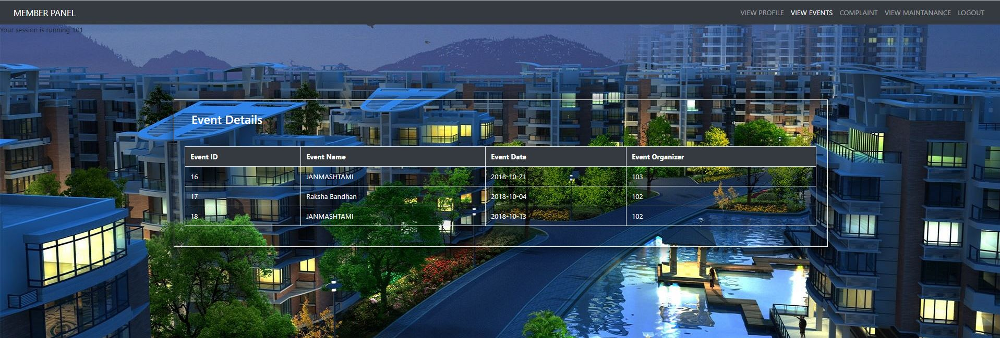 MEMBER PANEL VIEW PROFILE VIEW EVENTS COMPLAINT VIEW MAINTANANCE LOGOUT
Your session is running 101
Event Details
Event ID Event Name Event Date Event Organizer
16 JANMASHTAMI 2018-10-21 103
17 Raksha Bandhan 2018-10-04 102
18 JANMASHTAMI 2018-10-13 102